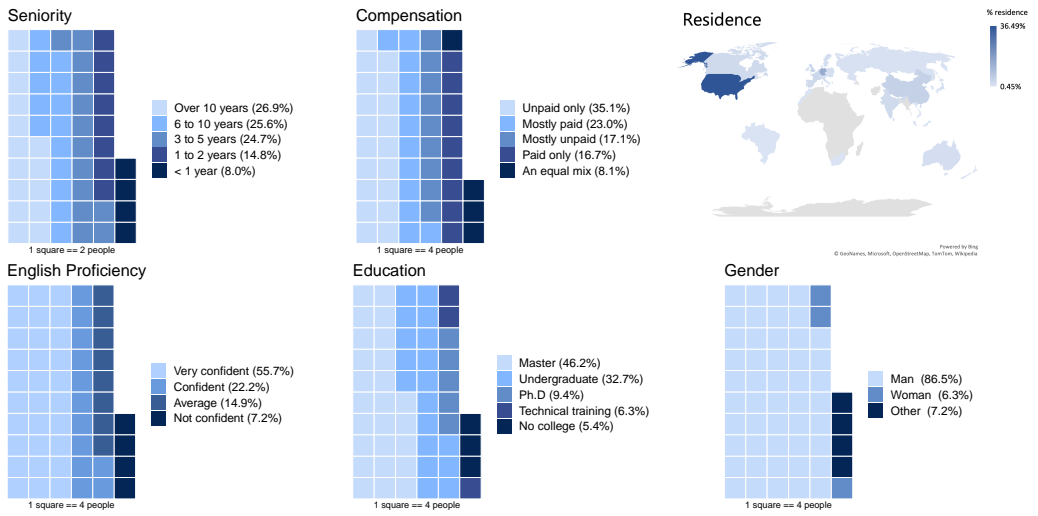 Seniority
Over 10 years (26.9%)
6 to 10 years (25.6%)
3 to 5 years (24.7%)
1 to 2 years (14.8%)
< 1 year (8.0%)
1 square == 2 people
Compensation
Unpaid only (35.1%)
Mostly paid (23.0%)
Mostly unpaid (17.1%)
Paid only (16.7%)
An equal mix (8.1%)
1 square == 4 people
Residence
% residence
36.49%
0.45%
Powered by Bing
© GeoNames, Microsoft, OpenStreetMap, TomTom, Wikipedia
English Proficiency
Very confident (55.7%)
Confident (22.2%)
Average (14.9%)
Not confident (7.2%)
1 square == 4 people
Education
Master (46.2%)
Undergraduate (32.7%)
Ph.D (9.4%)
Technical training (6.3%)
No college (5.4%)
1 square == 4 people
Gender
Man (86.5%)
Woman (6.3%)
Other (7.2%)
1 square == 4 people